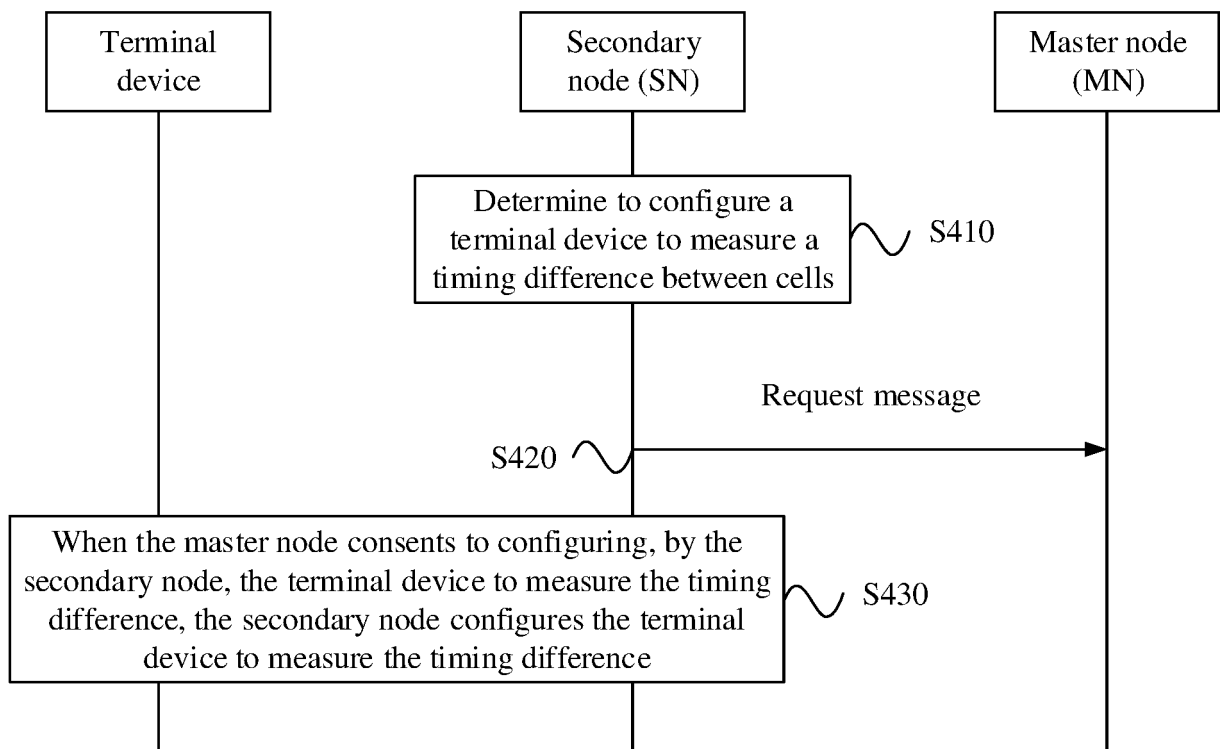 Terminal
device
Secondary
node (SN)
Master node
(MN)
Determine to configure a
terminal device to measure a
timing difference between cells
S410
Request message
S420
When the master node consents to configuring, by the
secondary node, the terminal device to measure the timing
difference, the secondary node configures the terminal
device to measure the timing difference
S430